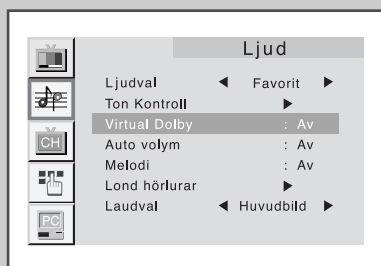 Ljud
Ljudval ◀ Favorit ▶
Ton Kontroll ▶
Virtual Dolby : Av
Auto volym : Av
Melodi : Av
Lond hörlurar ▶
Laudval ◀ Huvudbild ▶
CH
PC